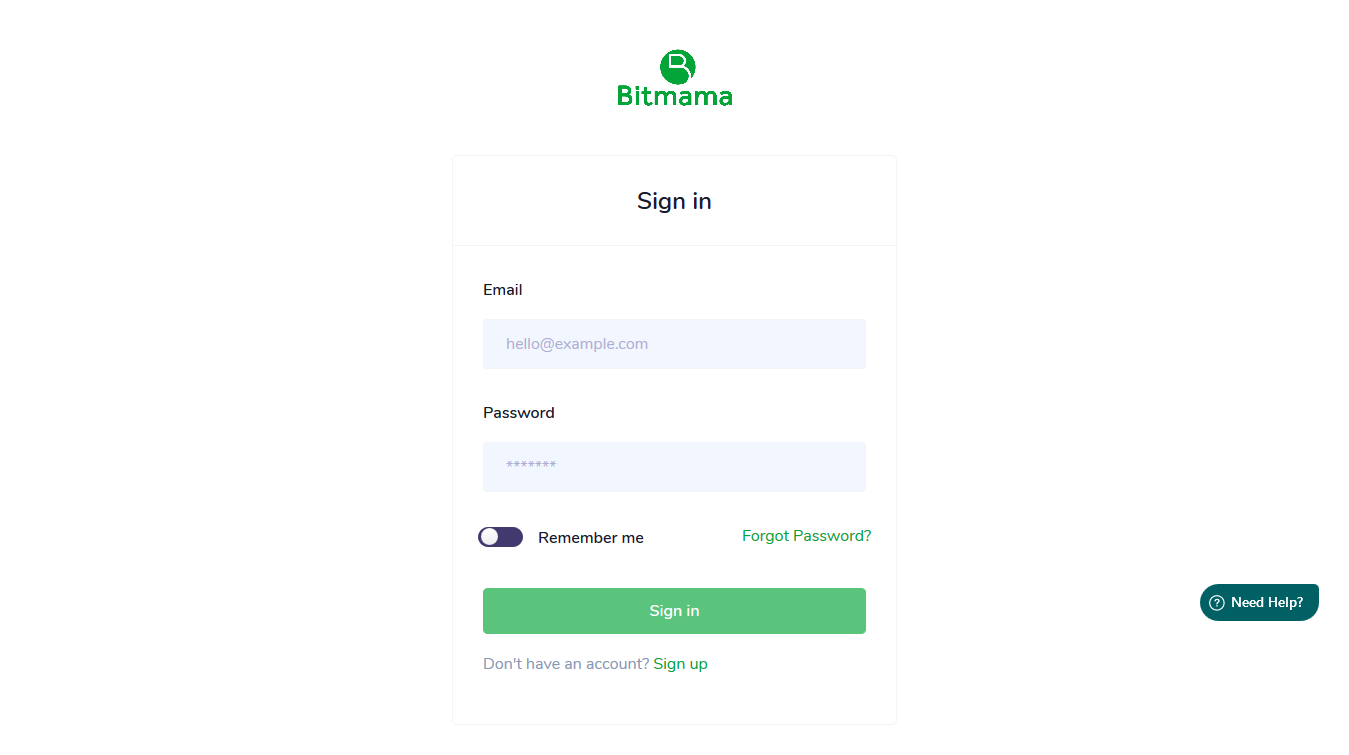 Bitmama
Sign in
Email
hello@example.com
Password
*******
Remember me
Forgot Password?
Sign in
Need Help?
Don't have an account? Sign up